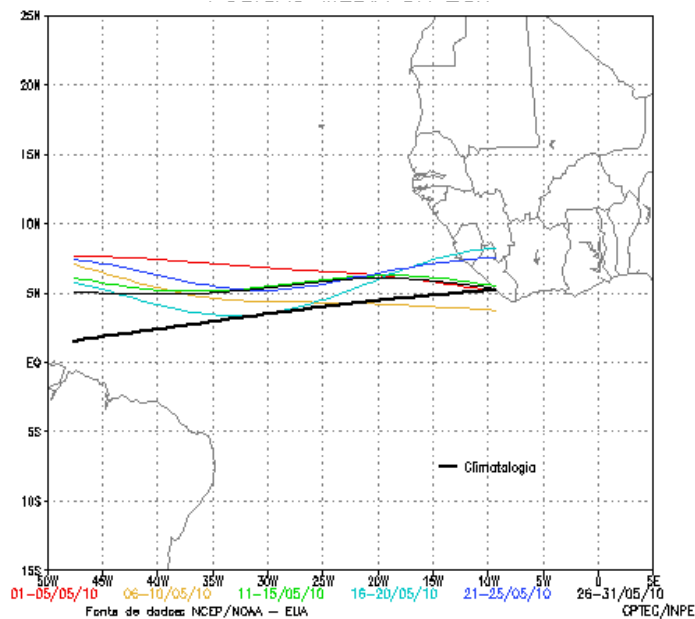 25N
20N
15N
10N
5N
EQ
5S
10S
15S
Climatalogia
50W 45W 40W 35W 30W 25W 20W 15W 10W 5W 0 5E
01-05/05/10 06-10/05/10 11-15/05/10 16-20/05/10 21-25/05/10 26-31/05/10
Fonte de dados NCEP/NOAA - EUA CPTEC/INPE